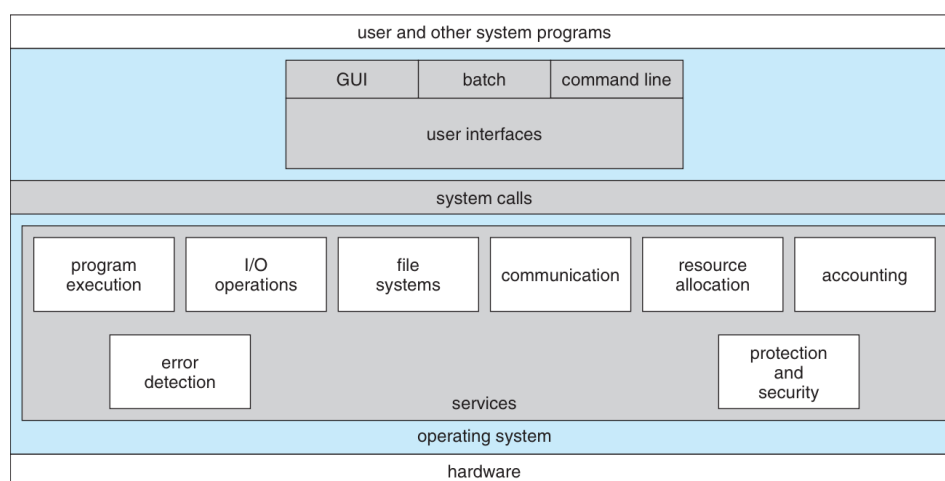 user and other system programs
GUI batch command line
user interfaces
system calls
program
execution
I/O
operations
file
systems
communication
resource
allocation
accounting
error
detection
protection
and
security
services
operating system
hardware